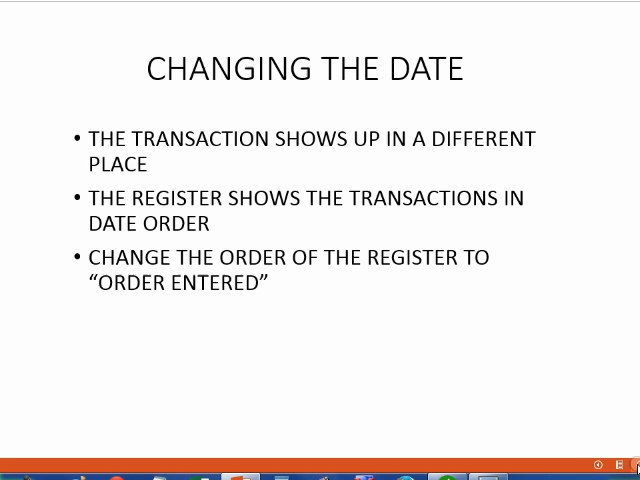 CHANGING THE DATE
• THE TRANSACTION SHOWS UP IN A DIFFERENT
PLACE
• THE REGISTER SHOWS THE TRANSACTIONS IN
DATE ORDER
• CHANGE THE ORDER OF THE REGISTER TO
“ORDER ENTERED”